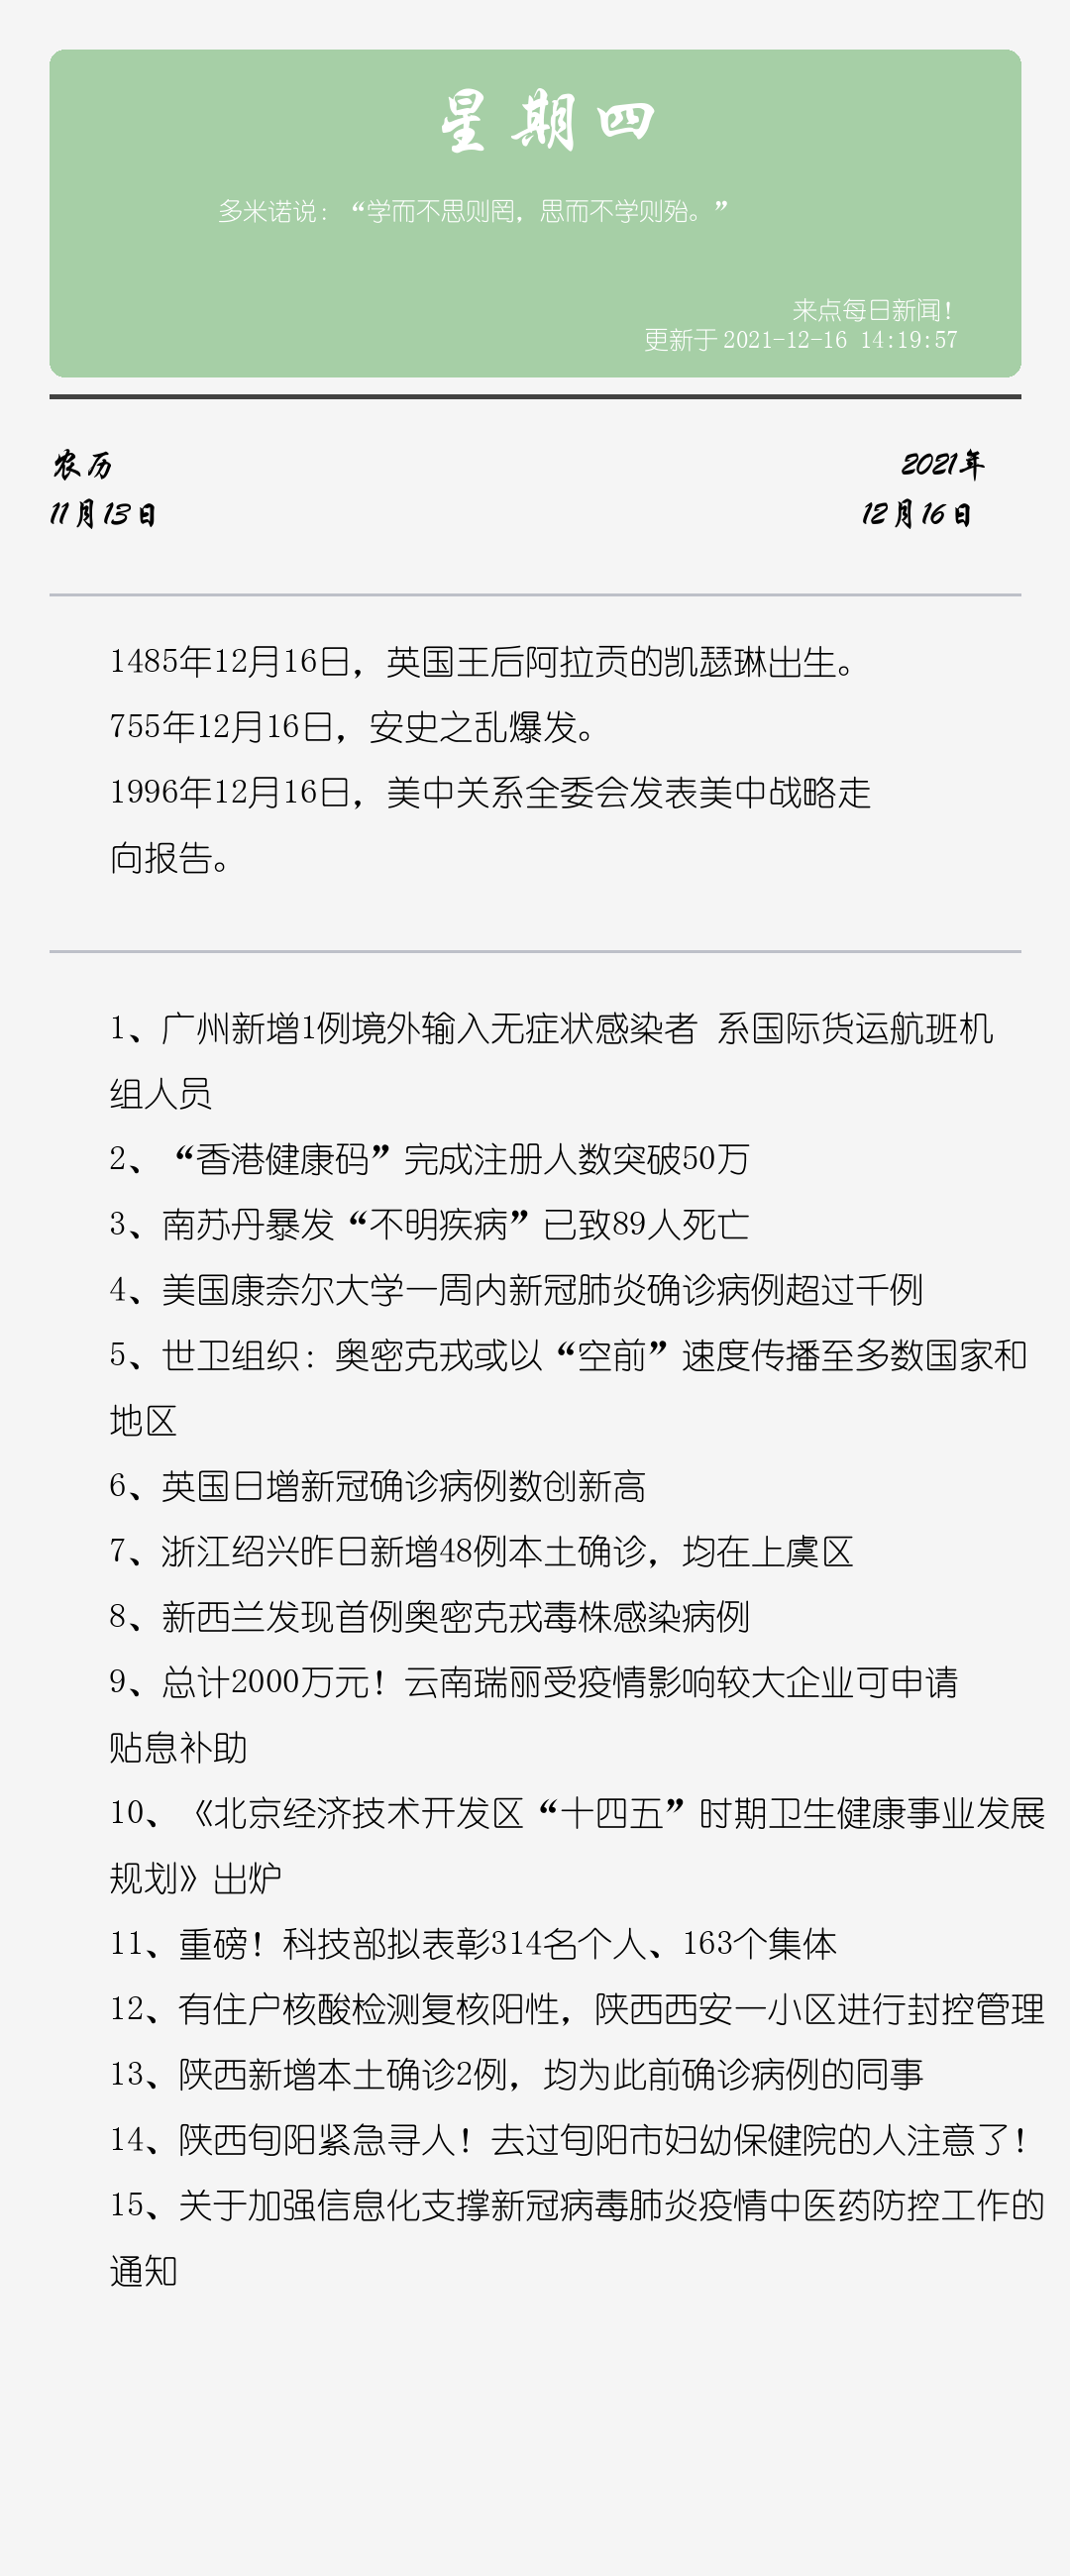 星期四
多米诺说：“学而不思则罔，思而不学则殆。”
来点每日新闻！
更新于 2021-12-16 14:19:57
农历
2021年
11月13日
12月16日
1485年12月16日，英国王后阿拉贡的凯瑟琳出生。
755年12月16日，安史之乱爆发。
1996年12月16日，美中关系全委会发表美中战略走
向报告。
1、广州新增1例境外输入无症状感染者 系国际货运航班机
组人员
2、“香港健康码”完成注册人数突破50万
3、南苏丹暴发“不明疾病”已致89人死亡
4、美国康奈尔大学一周内新冠肺炎确诊病例超过千例
5、世卫组织：奥密克戎或以“空前”速度传播至多数国家和
地区
6、英国日增新冠确诊病例数创新高
7、浙江绍兴昨日新增48例本土确诊，均在上虞区
8、新西兰发现首例奥密克戎毒株感染病例
9、总计2000万元！云南瑞丽受疫情影响较大企业可申请
贴息补助
10、《北京经济技术开发区“十四五”时期卫生健康事业发展
规划》出炉
11、重磅！科技部拟表彰314名个人、163个集体
12、有住户核酸检测复核阳性，陕西西安一小区进行封控管理
13、陕西新增本土确诊2例，均为此前确诊病例的同事
14、陕西旬阳紧急寻人！去过旬阳市妇幼保健院的人注意了！
15、关于加强信息化支撑新冠病毒肺炎疫情中医药防控工作的
通知